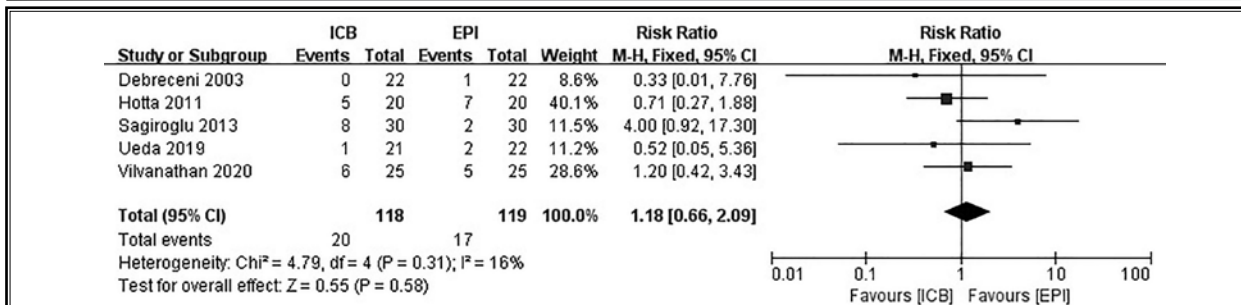 ICB EPI Risk Ratio Risk Ratio
Study or Subgroup Events Total Events Total Weight M-H, Fixed, 95% CI M-H, Fixed, 95% CI
Debreceni 2003 0 22 1 22 8.6% 0.33 [0.01, 7.76]
Hotta 2011 5 20 7 20 40.1% 0.71 [0.27, 1.88]
Sagiroglu 2013 8 30 2 30 11.5% 4.00 [0.92, 17.30]
Ueda 2019 1 21 2 22 11.2% 0.52 [0.05, 5.36]
Vilvanathan 2020 6 25 5 25 28.6% 1.20 [0.42, 3.43]
Total (95% CI) 118 119 100.0% 1.18 [0.66, 2.09]
Total events 20 17
Heterogeneity: Chi² = 4.79, df = 4 (P = 0.31); I² = 16%
Test for overall effect: Z = 0.55 (P = 0.58)
0.01 0.1 1 10 100
Favours [ICB] Favours [EPI]